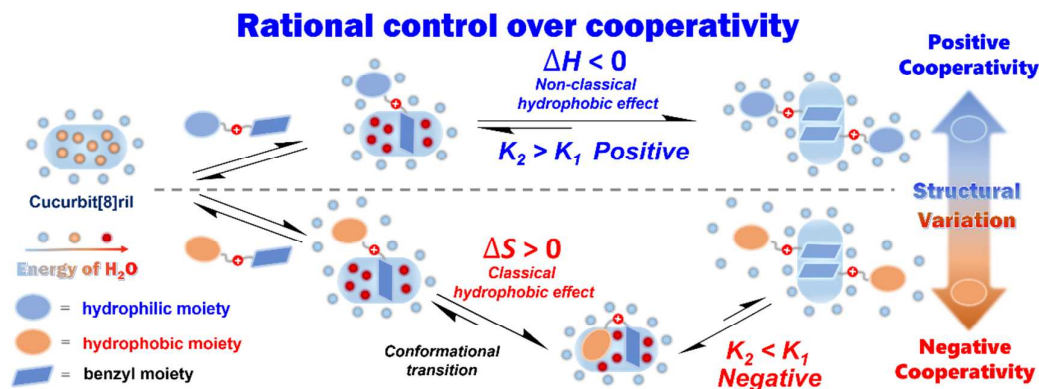 Rational control over cooperativity
ΔH < 0
Non-classical
hydrophobic effect
K2 > K1 Positive
Positive
Cooperativity
Cucurbit[8]ril
Energy of H2O
= hydrophilic moiety
= hydrophobic moiety
= benzyl moiety
ΔS > 0
Classical
hydrophobic effect
Conformational
transition
K2 < K1
Negative
Structural
Variation
Negative
Cooperativity
+
+
+
+
+
+
+
+
+